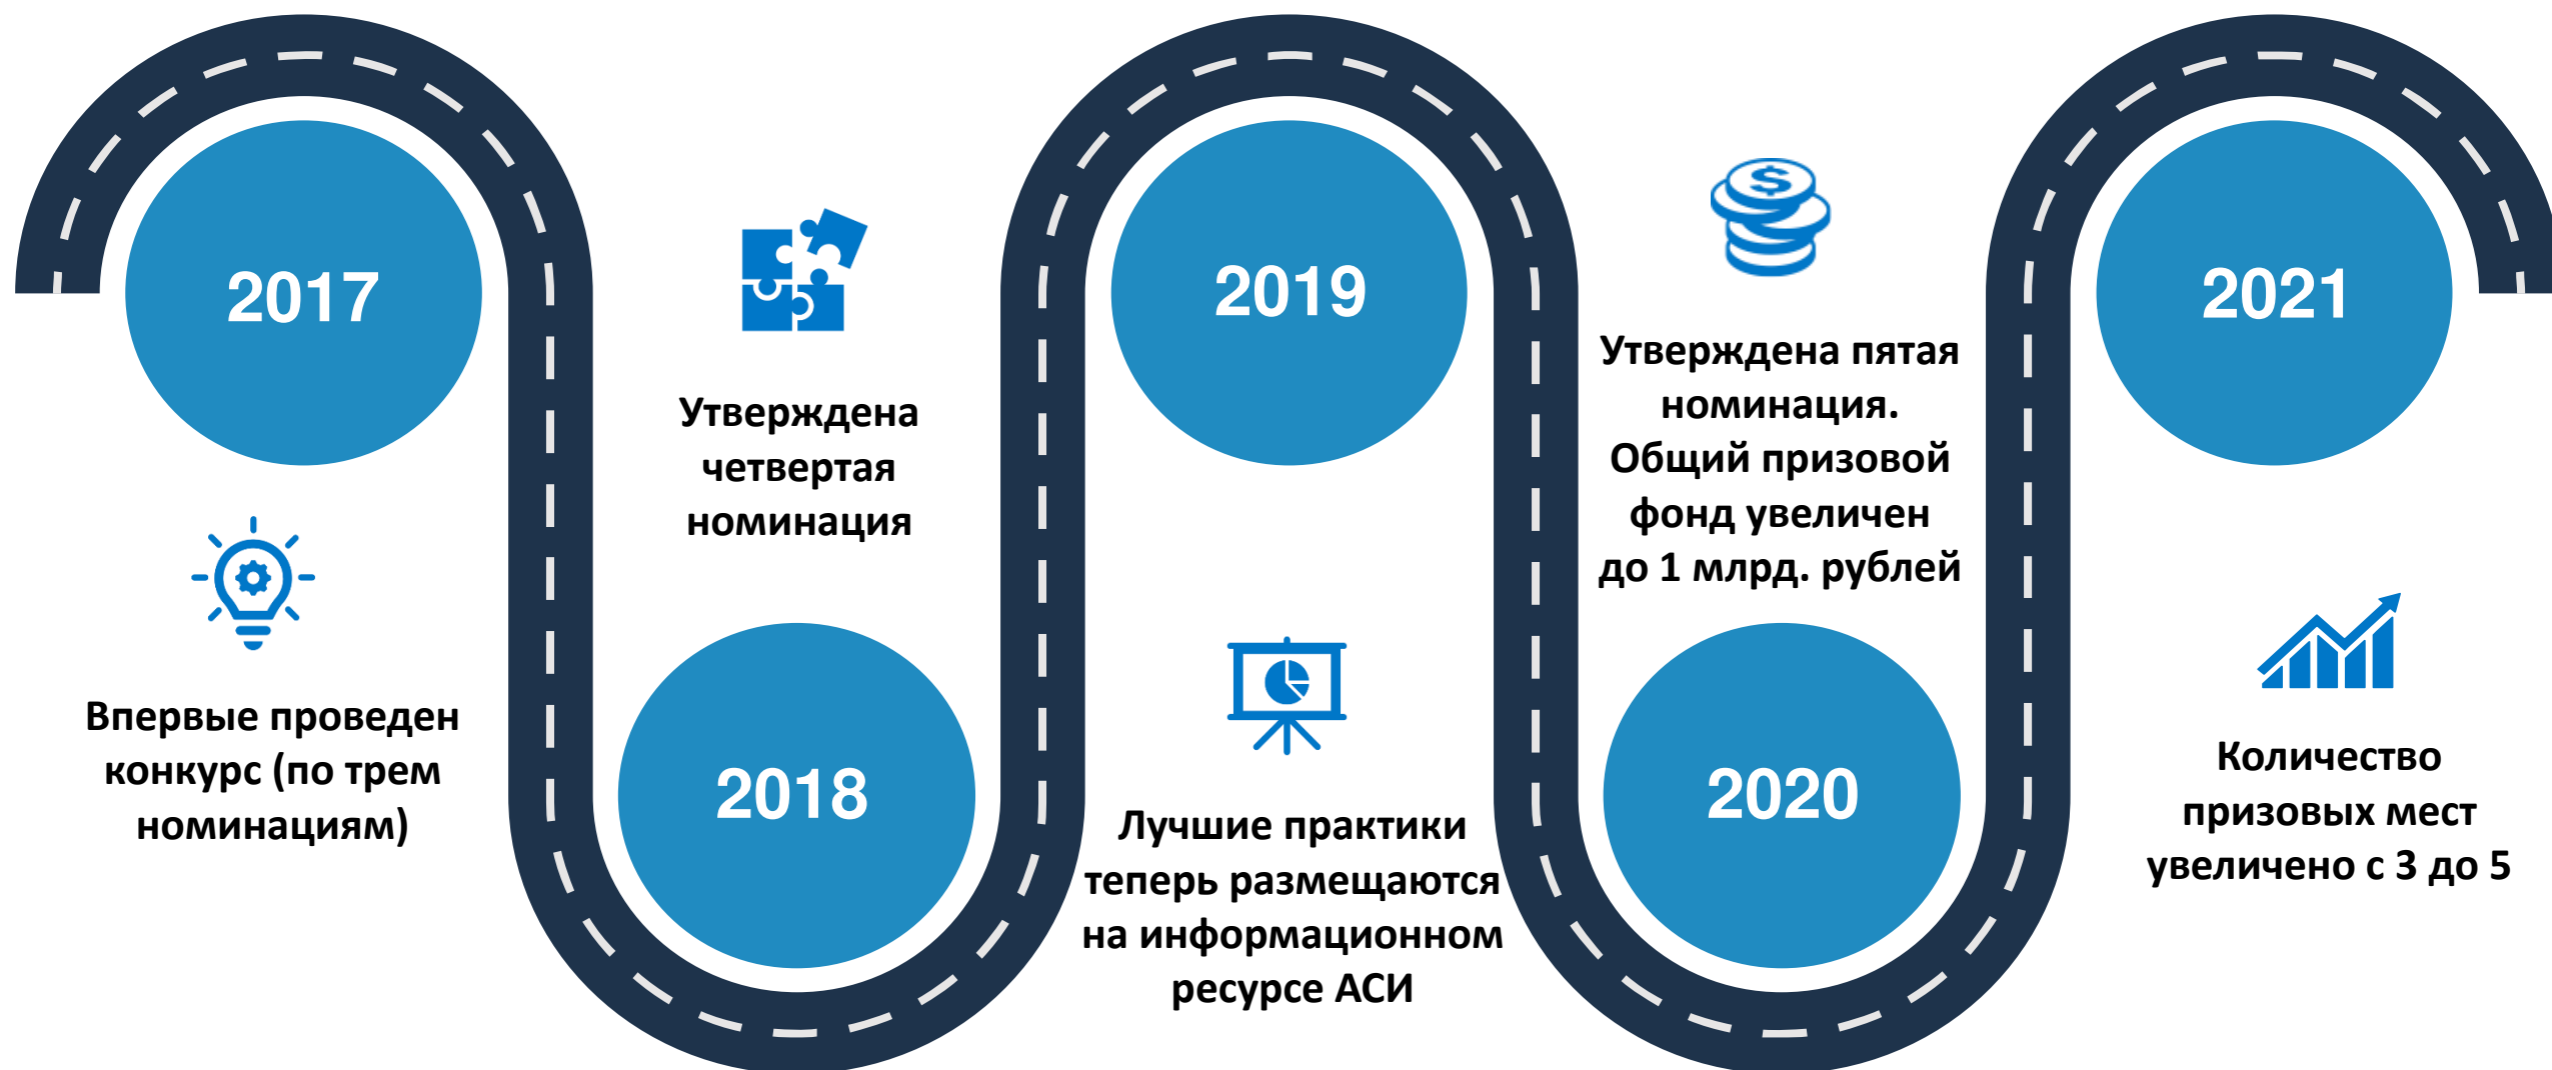 2017
Впервые проведен
конкурс (по трем
номинациям)
Утверждена
четвертая
номинация
2018
2019
Лучшие практики
теперь размещаются
на информационном
ресурсе АСИ
$
Утверждена пятая
номинация.
Общий призовой
фонд увеличен
до 1 млрд. рублей
2020
2021
Количество
призовых мест
увеличено с 3 до 5